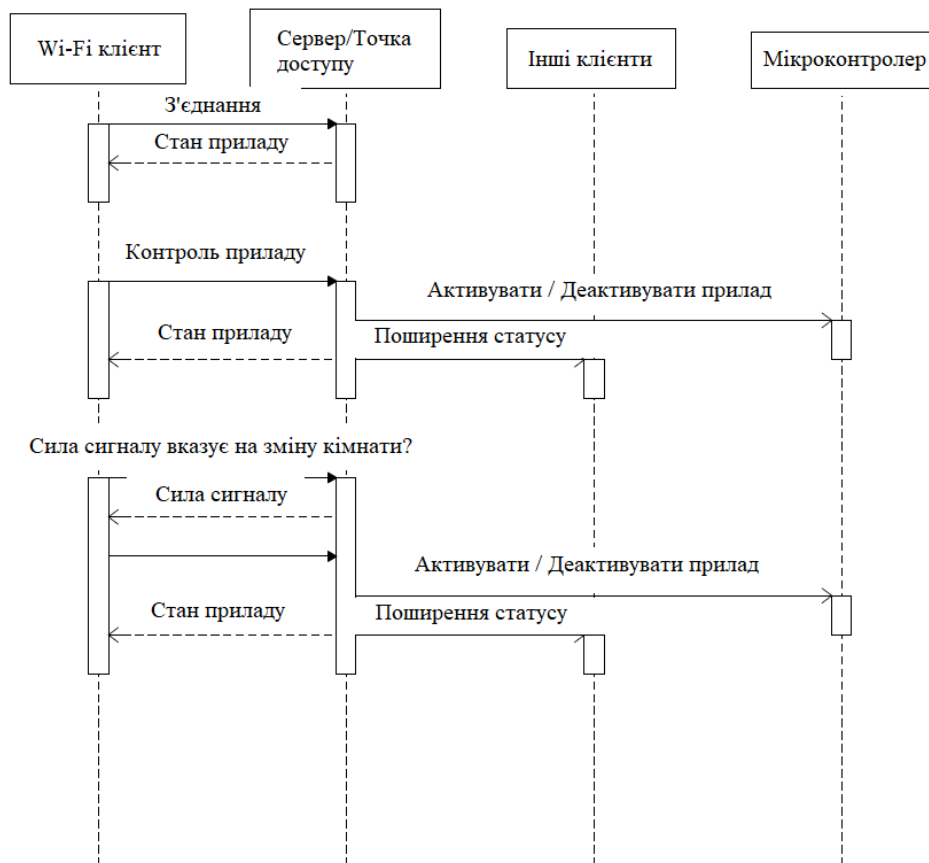 Wi-Fi клієнт
Сервер/Точка
доступу
Інші клієнти
Мікроконтролер
З'єднання
Стан приладу
Контроль приладу
Активувати / Деактивувати прилад
Стан приладу
Поширення статусу
Сила сигналу вказує на зміну кімнати?
Сила сигналу
Активувати / Деактивувати прилад
Стан приладу
Поширення статусу